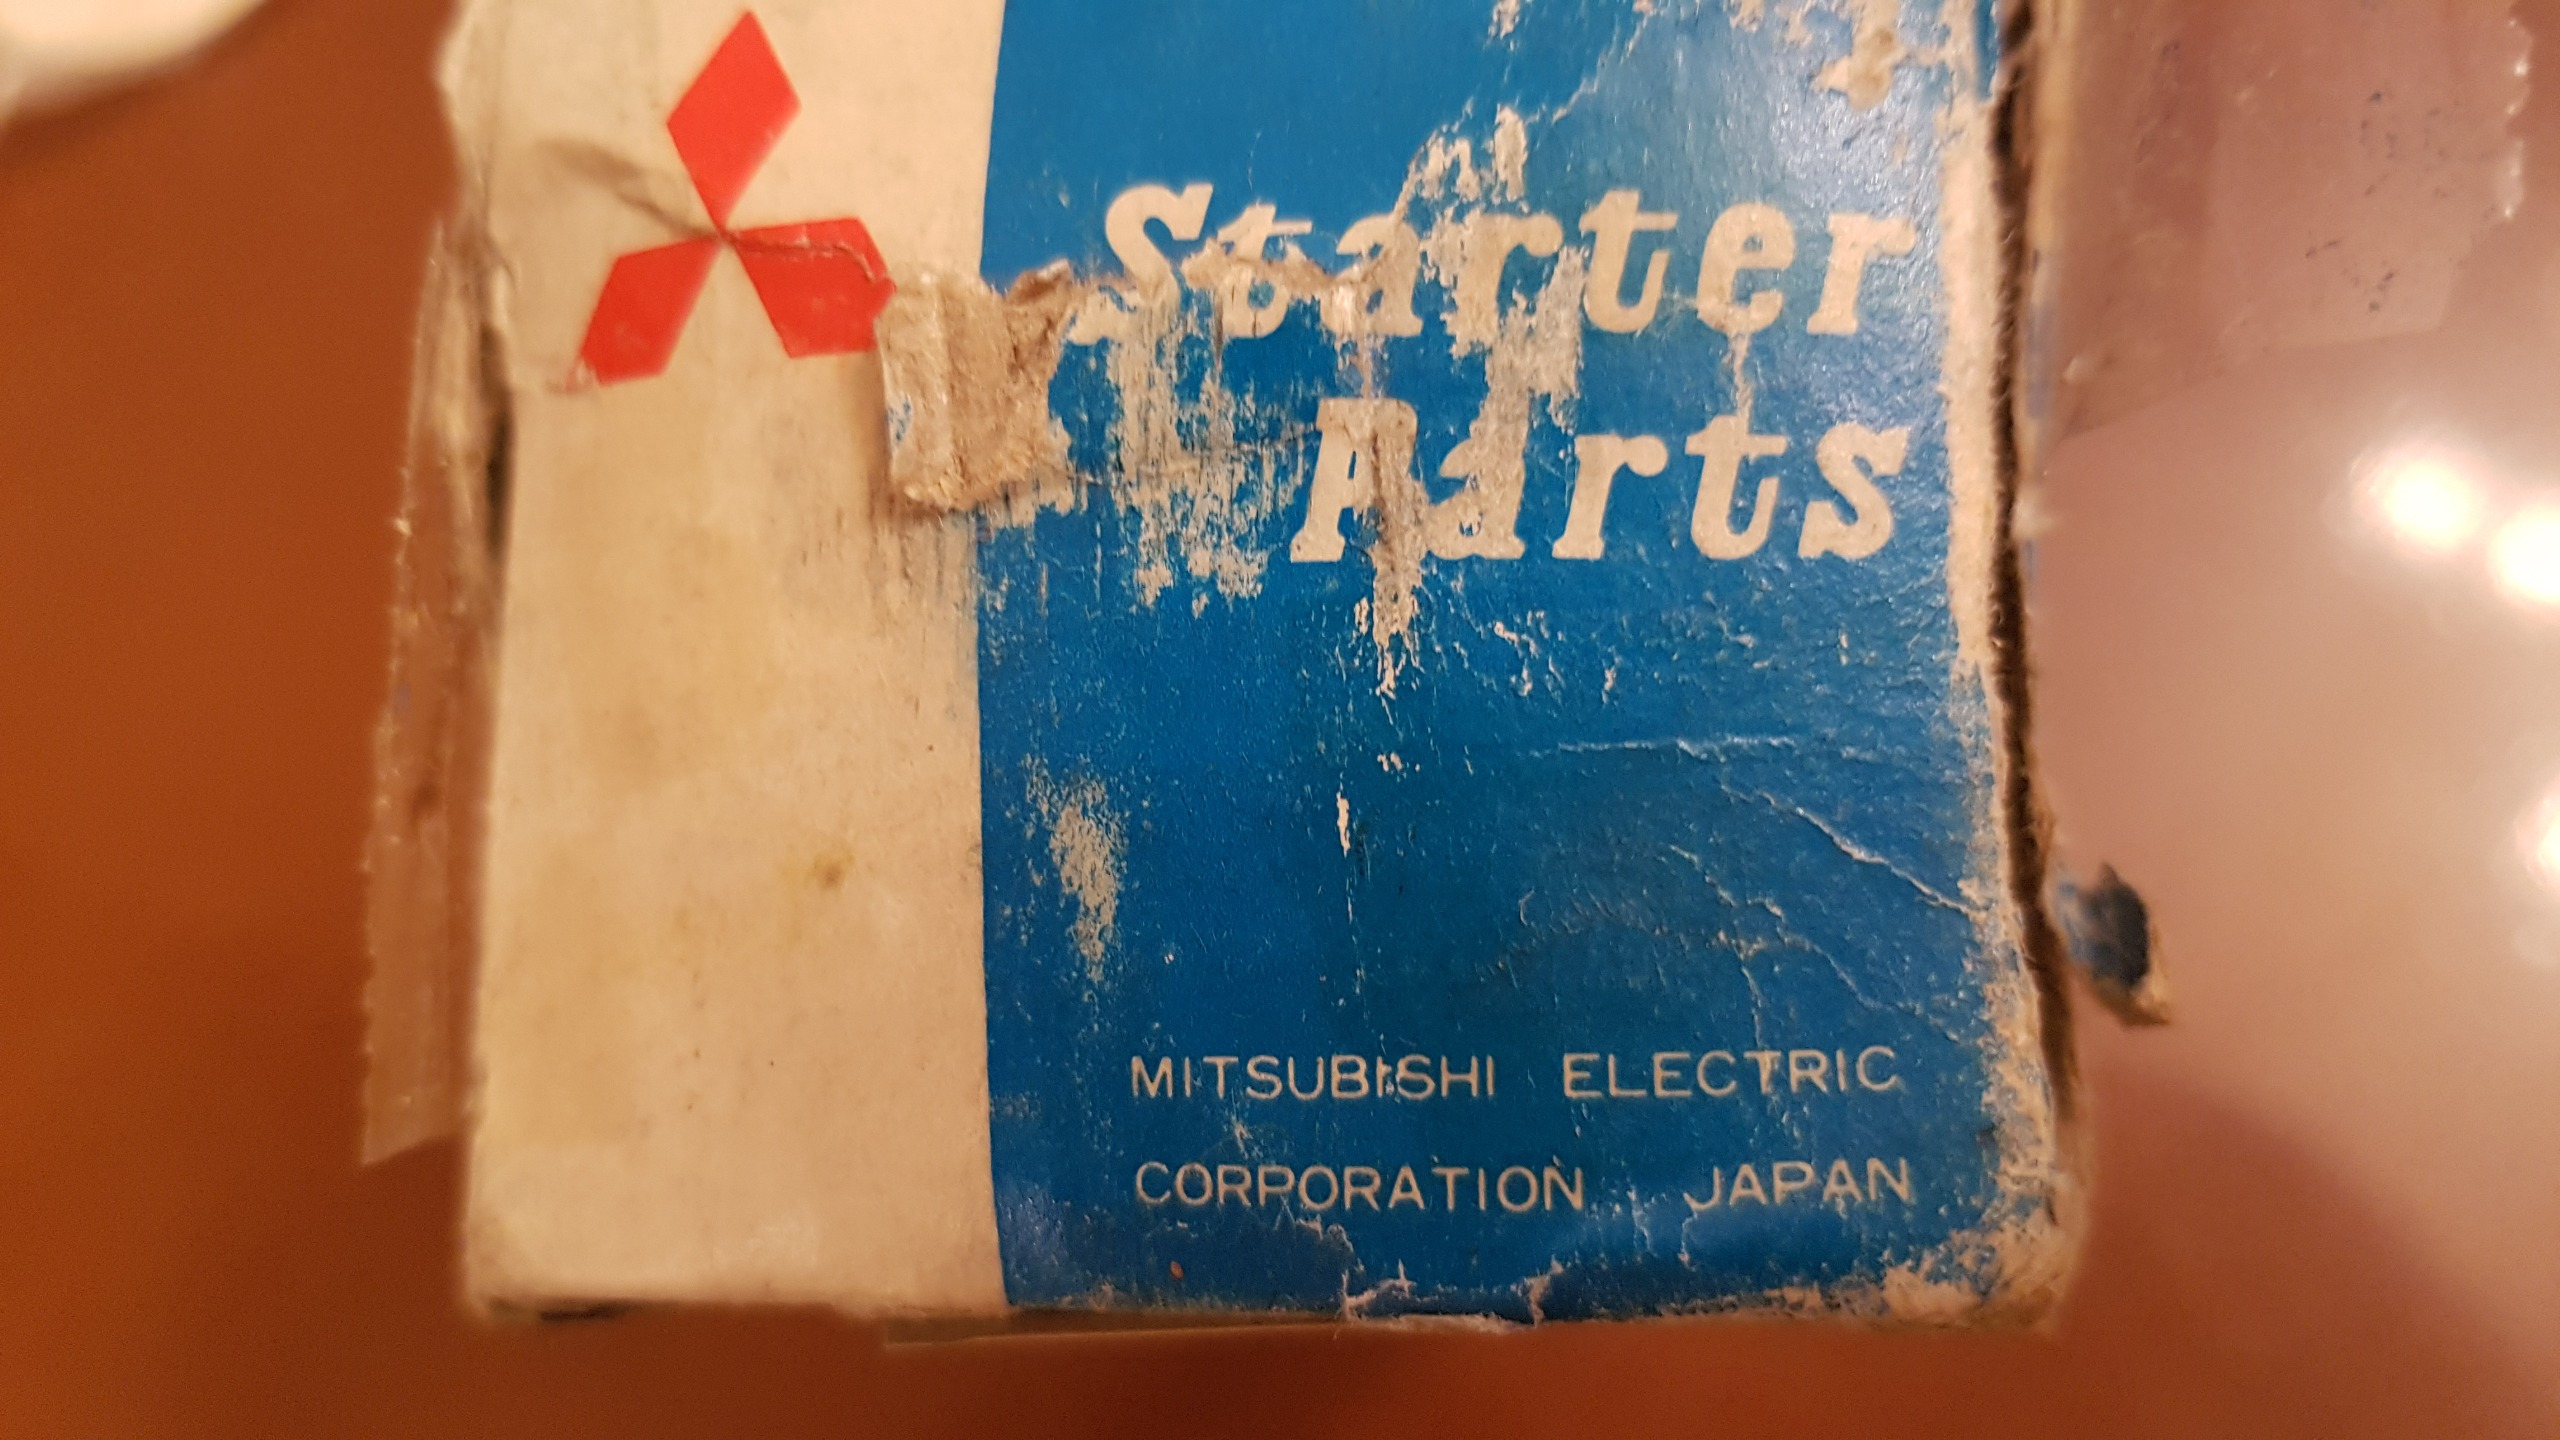 Starter
Parts
MITSUBISHI ELECTRIC
CORPORATION JAPAN